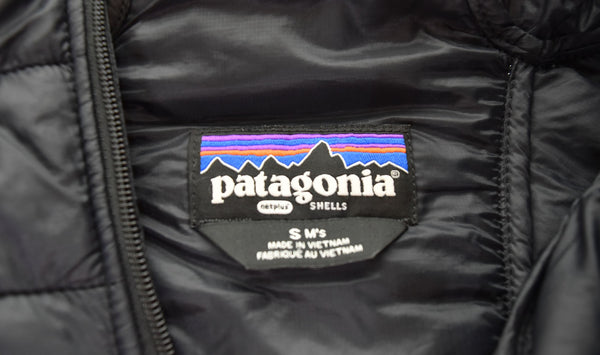 patagonia®
netplus® SHELLS
S M's
MADE IN VIETNAM
FABRIQUÉ AU VIETNAM